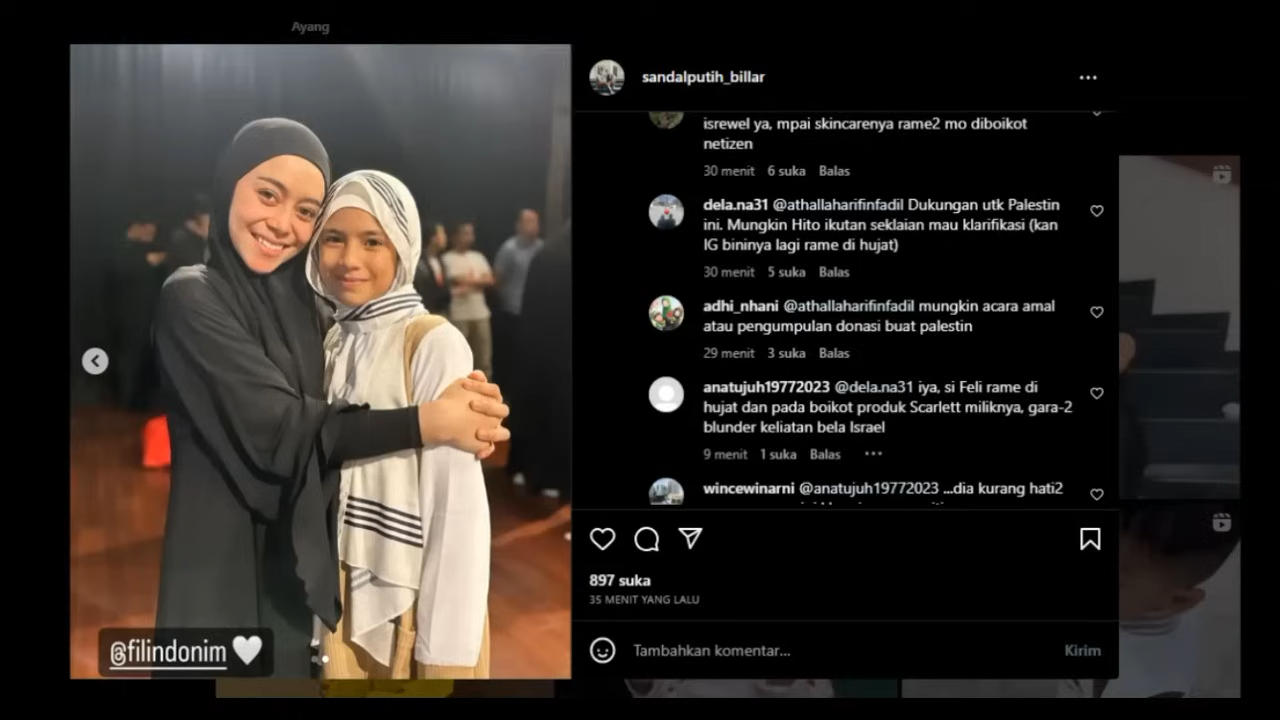 Ayang
@filindonim
sandalputih_billar
isrewel ya, mpai skincarenya rame2 mo diboikot
netizen
30 menit 6 suka Balas
dela.na31 @athallaharifinfadil Dukungan utk Palestin
ini. Mungkin Hito ikutan seklaian mau klarifikasi (kan
IG bininya lagi rame di hujat)
30 menit 5 suka Balas
adhi_nhani @athallaharifinfadil mungkin acara amal
atau pengumpulan donasi buat palestin
29 menit 3 suka Balas
anatujuh19772023 @dela.na31 iya, si Feli rame di
hujat dan pada boikot produk Scarlett miliknya, gara-2
blunder keliatan bela Israel
9 menit 1 suka Balas
wincewinarni @anatujuh19772023 ...dia kurang hati2
897 suka
35 MENIT YANG LALU
Tambahkan komentar... Kirim